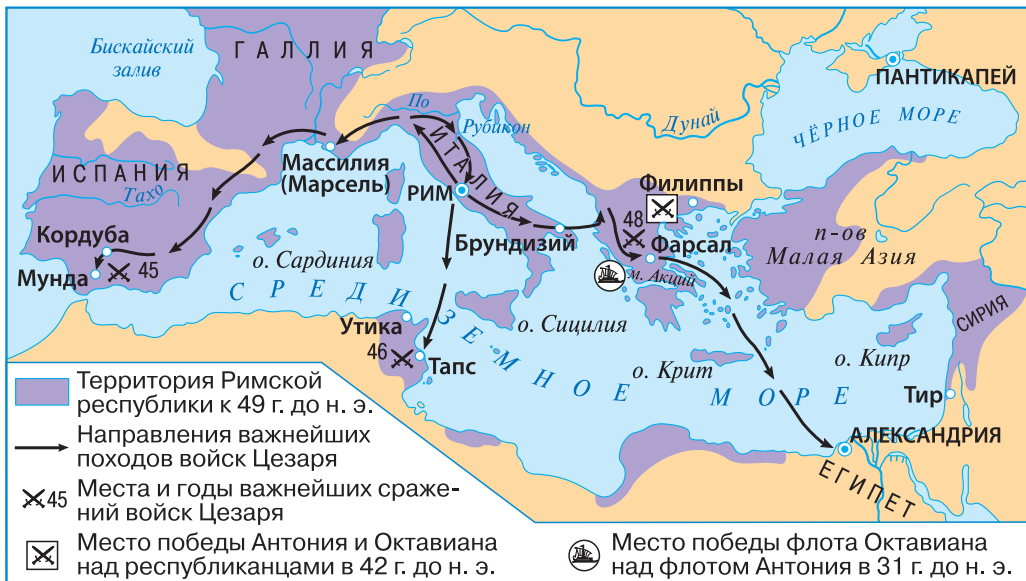 Бискайский
залив
ГАЛЛИЯ
ПАНТИКАПЕЙ
ЧЁРНОЕ МОРЕ
Дунай
По
Рубикон
ИТАЛИЯ
Массилия
(Марсель)
РИМ
ИСПАНИЯ
Тахо
Кордуба
Мунда
45
о. Сардиния
Брундизий
Филиппы
48
Фарсал
м. Акций
п-ов
Малая Азия
СРЕДИЗЕМНОЕ МОРЕ
о. Сицилия
Утика
46
Тапс
о. Крит
о. Кипр
СИРИЯ
Тир
АЛЕКСАНДРИЯ
ЕГИПЕТ
Территория Римской
республики к 49 г. до н. э.
Направления важнейших
походов войск Цезаря
45 Места и годы важнейших сраже-
ний войск Цезаря
Место победы Антония и Октавиана
над республиканцами в 42 г. до н. э.
Место победы флота Октавиана
над флотом Антония в 31 г. до н. э.